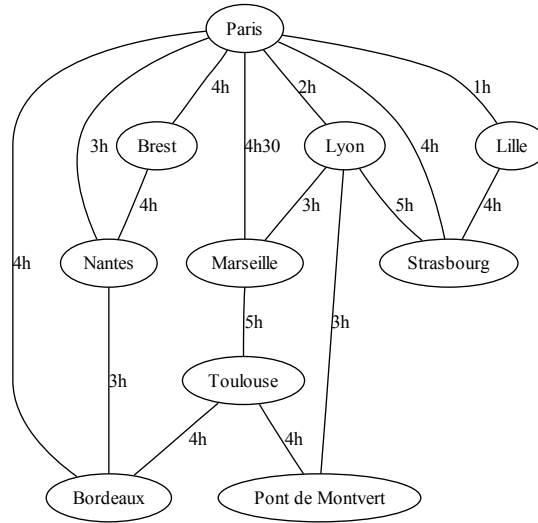 Paris
4h
2h
1h
Brest
Lyon
Lille
3h
4h30
4h
4h
3h
5h
4h
Nantes
Marseille
Strasbourg
4h
5h
3h
3h
Toulouse
4h
4h
Bordeaux
Pont de Montvert